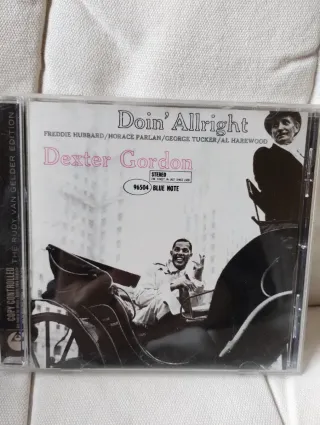 Doin' Allright
FREDDIE HUBBARD/HORACE PARLAN/GEORGE TUCKER/AL HAREWOOD
Dexter Gordon
STEREO
96504 BLUE NOTE
THE RUDY VAN GELDER EDITION
COPY CONTROLLED